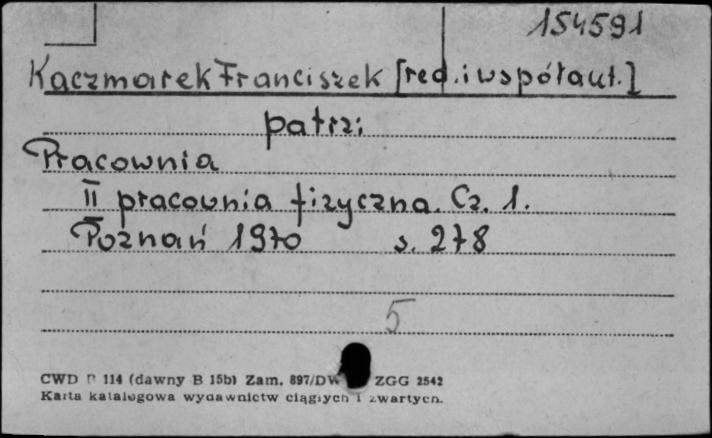 154591
Kaczmarek Franciszek [red. i współaut.]
patrz:
Pracownia
II pracownia fizyczna. Cz. 1.
Poznań 1970 s. 278
5
CWD 114 (dawny B 15b) Zam. 897/DW ZGG 2542
Karta katalogowa wydawnictw ciągłych i zwartych.